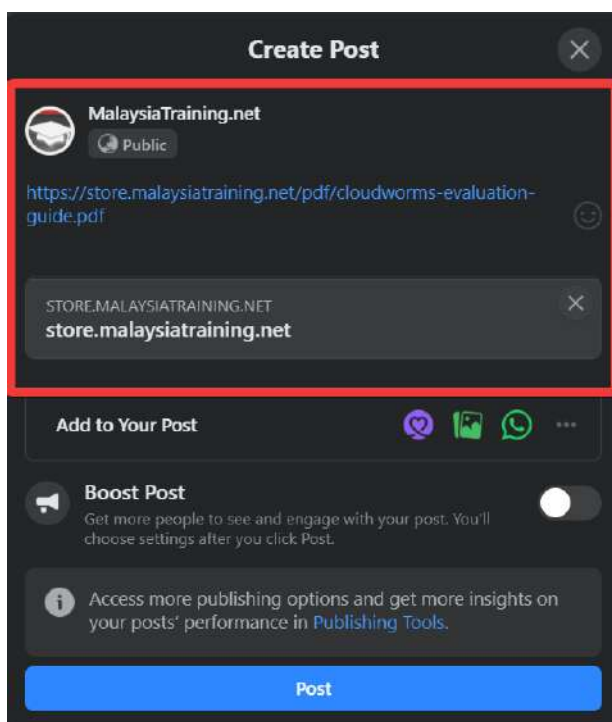 Create Post
MalaysiaTraining.net
Public
https://store.malaysiatraining.net/pdf/cloudworms-evaluation-
guide.pdf
STORE.MALAYSIATRAINING.NET
store.malaysiatraining.net
Add to Your Post
Boost Post
Get more people to see and engage with your post. You'll
choose settings after you click Post.
Access more publishing options and get more insights on
your posts' performance in Publishing Tools.
Post